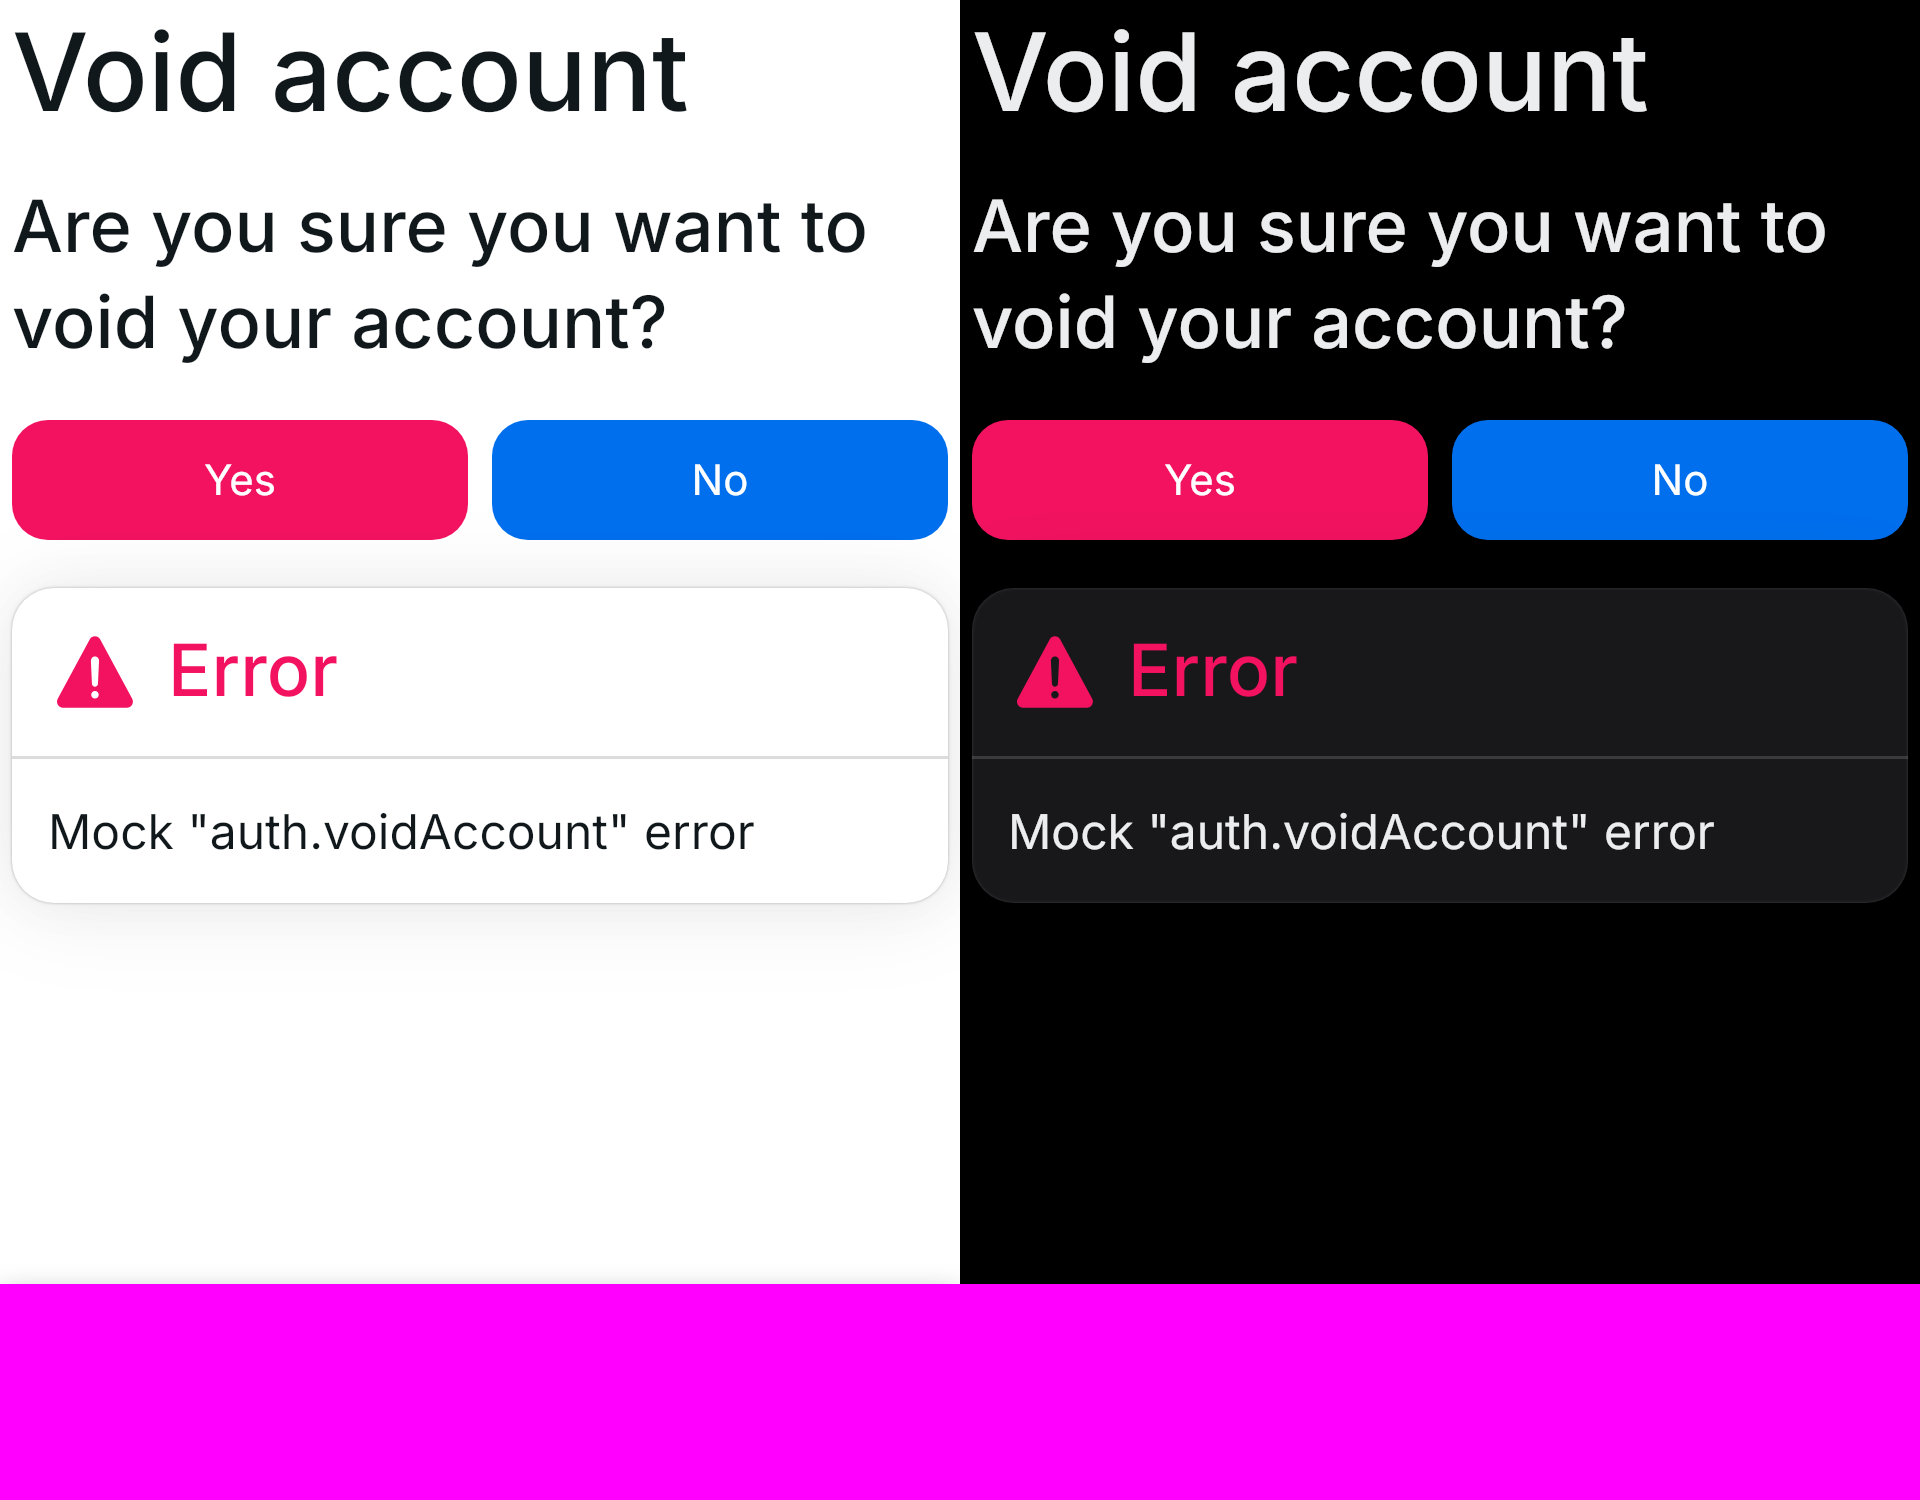 Void account
Are you sure you want to
void your account?
Yes
No
Error
Mock "auth.voidAccount" error
Void account
Are you sure you want to
void your account?
Yes
No
Error
Mock "auth.voidAccount" error